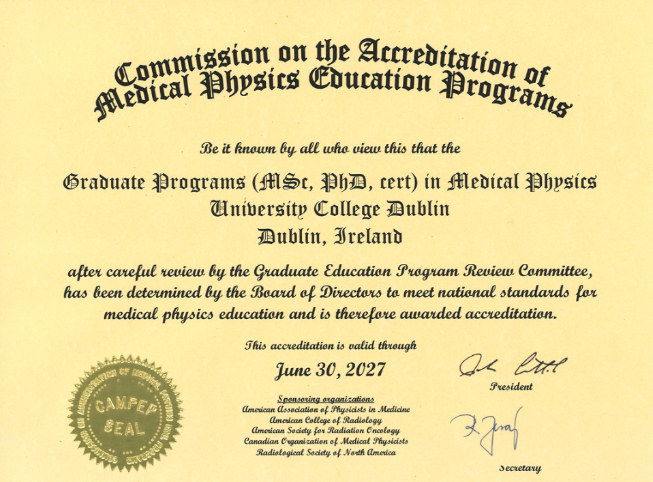 Commission on the Accreditation of
Medical Physics Education Programs
Be it known by all who view this that the
Graduate Programs (MSc, PhD, cert) in Medical Physics
University College Dublin
Dublin, Ireland
after careful review by the Graduate Education Program Review Committee,
has been determined by the Board of Directors to meet national standards for
medical physics education and is therefore awarded accreditation.
This accreditation is valid through
June 30, 2027
President
Sponsoring organizations
American Association of Physicists in Medicine
American College of Radiology
American Society for Radiation Oncology
Canadian Organization of Medical Physicists
Radiological Society of North America
secretary
CAMPEP
SEAL